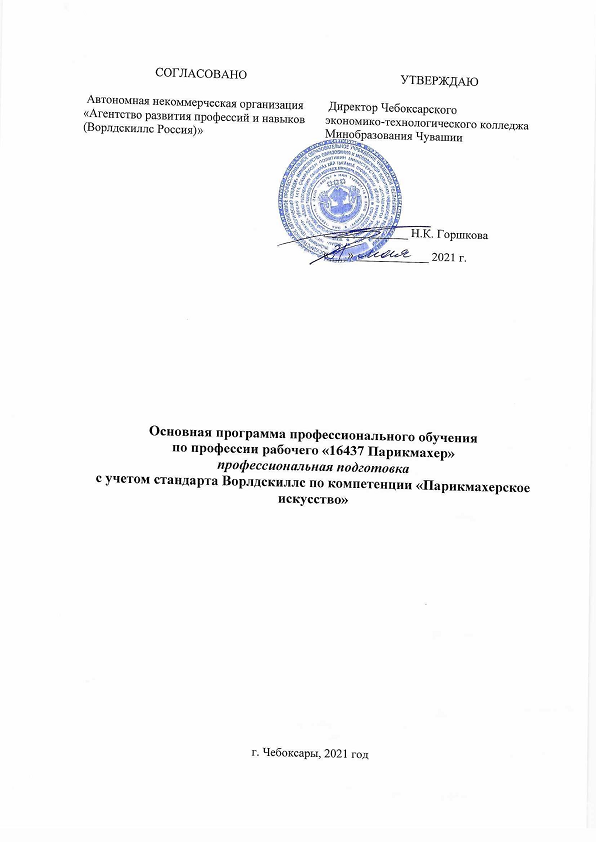 СОГЛАСОВАНО
Автономная некоммерческая организация
«Агентство развития профессий и навыков
(Ворлдскиллс Россия)»
УТВЕРЖДАЮ
Директор Чебоксарского
экономико-технологического колледжа
Минобразования Чувашии
Н.К. Горшкова
2021 г.
Основная программа профессионального обучения
по профессии рабочего «16437 Парикмахер»
профессиональная подготовка
с учетом стандарта Ворлдскиллс по компетенции «Парикмахерское
искусство»
г. Чебоксары, 2021 год